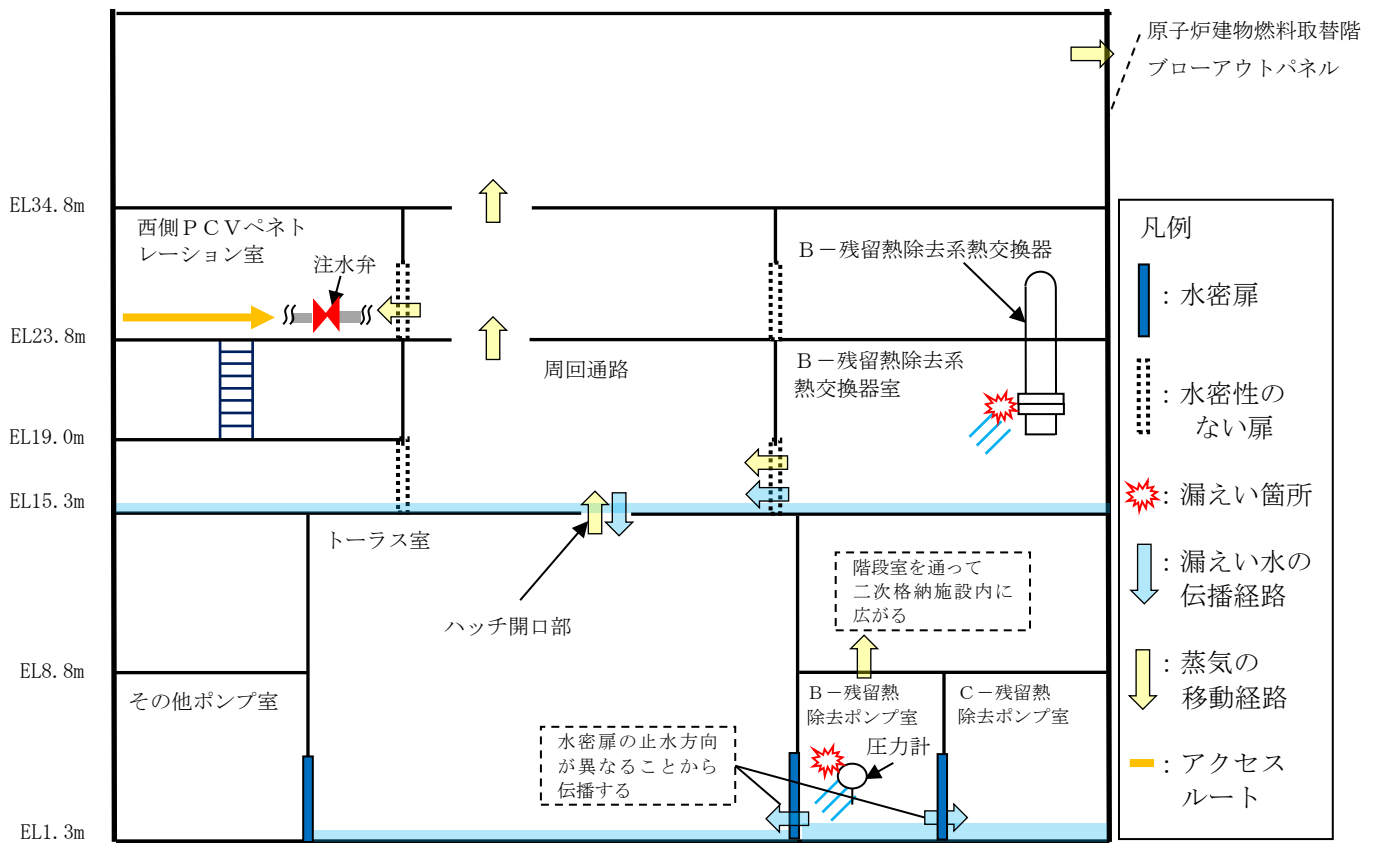 原子炉建物燃料取替階
ブローアウトパネル
EL34.8m
西側ＰＣＶペネト
レーション室
注水弁
Ｂ－残留熱除去系熱交換器
EL23.8m
周回通路
Ｂ－残留熱除去系
熱交換器室
EL19.0m
EL15.3m
トーラス室
ハッチ開口部
階段室を通って
二次格納施設内に
広がる
EL8.8m
その他ポンプ室
Ｂ－残留熱
除去ポンプ室
Ｃ－残留熱
除去ポンプ室
水密扉の止水方向
が異なることから
伝播する
圧力計
EL1.3m
凡例
：水密扉
：水密性の
ない扉
：漏えい箇所
：漏えい水の
伝播経路
：蒸気の
移動経路
：アクセス
ルート